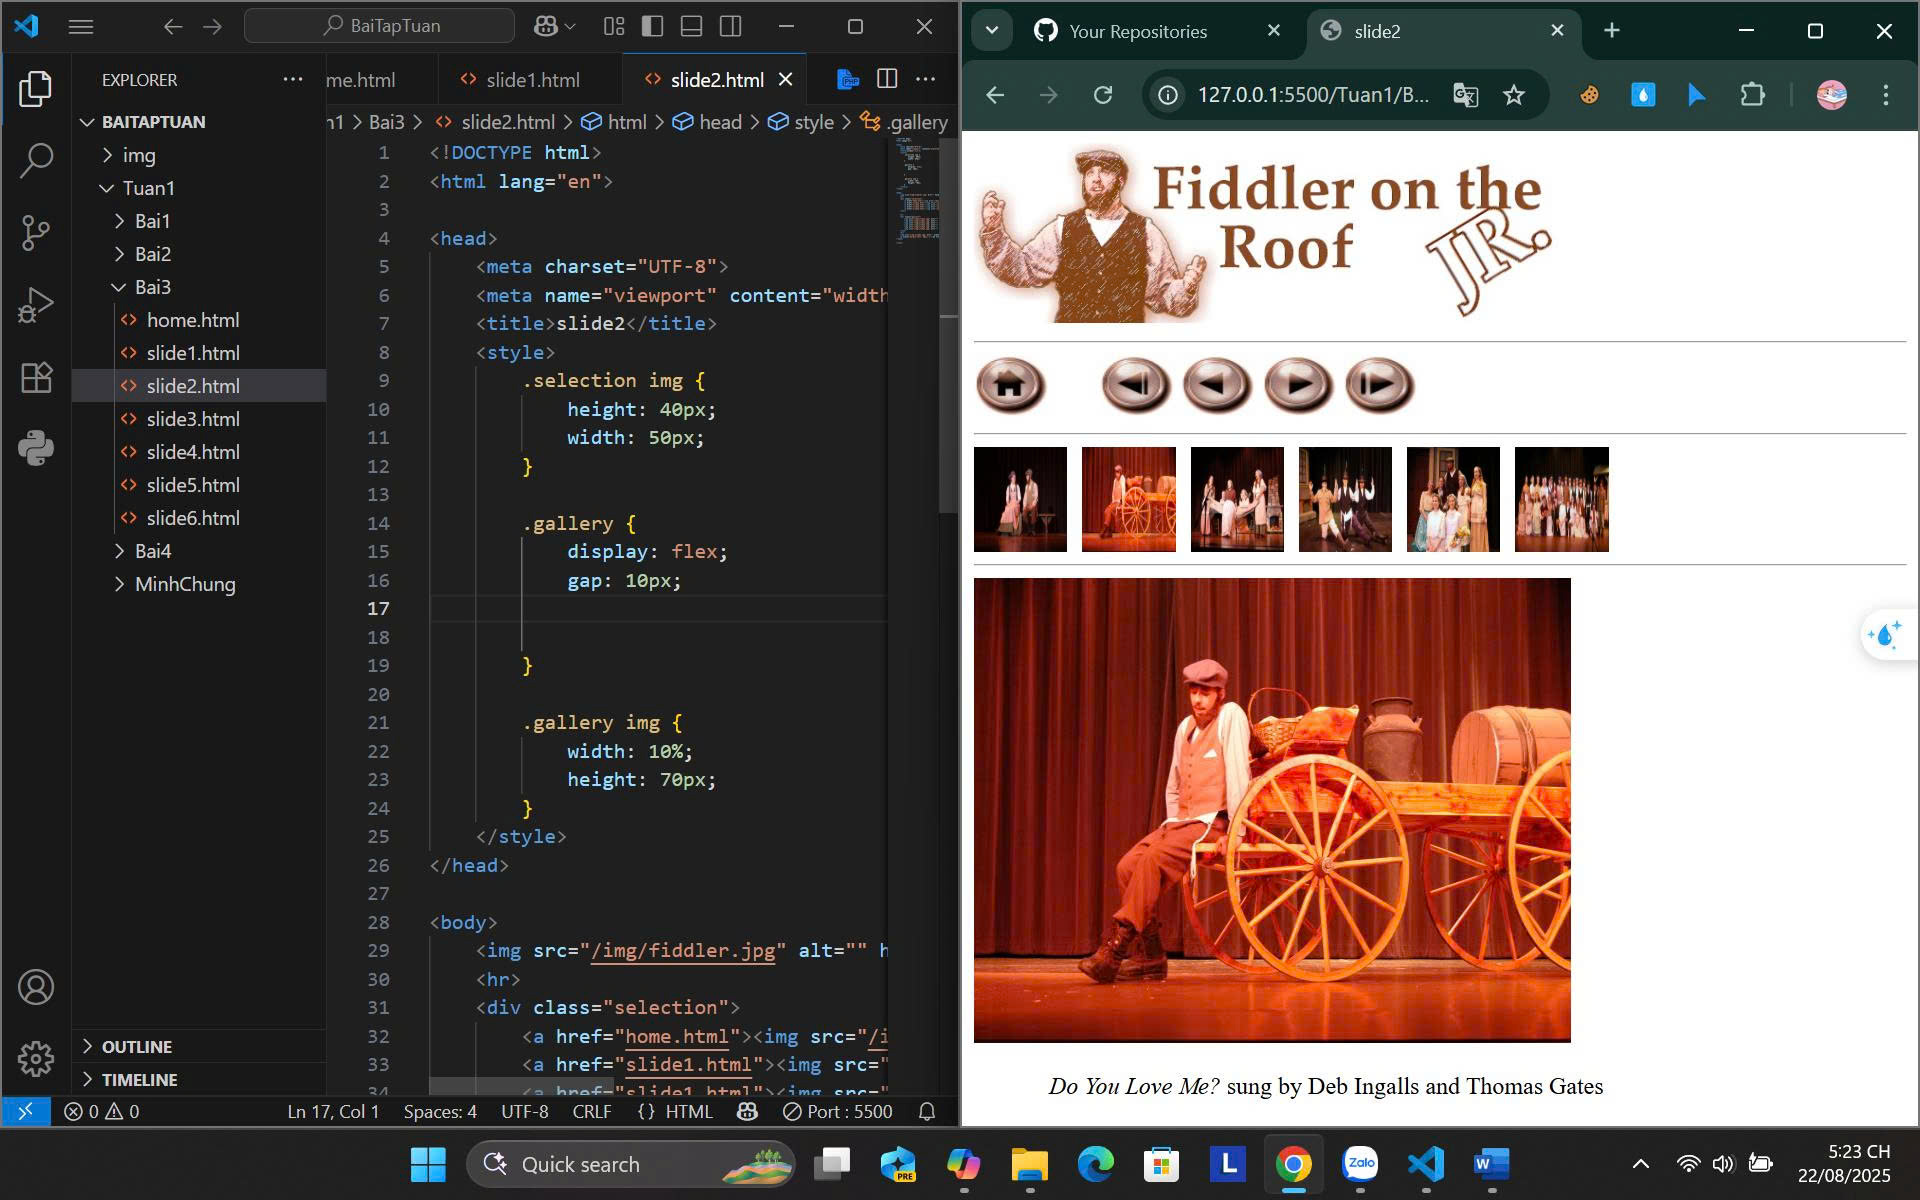 BaiTapTuan
EXPLORER
me.html
slide1.html
slide2.html
BAITAPTUAN
img
Tuan1
Bai1
Bai2
Bai3
home.html
slide1.html
slide2.html
slide3.html
slide4.html
slide5.html
slide6.html
Bai4
MinhChung
OUTLINE
TIMELINE
n1 > Bai3 > slide2.html > html > head > style > .gallery
1 <!DOCTYPE html>
2 <html lang="en">
3
4 <head>
5 <meta charset="UTF-8">
6 <meta name="viewport" content="width
7 <title>slide2</title>
8 <style>
9 .selection img {
10 height: 40px;
11 width: 50px;
12 }
13
14 .gallery {
15 display: flex;
16 gap: 10px;
17
18
19 }
20
21 .gallery img {
22 width: 10%;
23 height: 70px;
24 }
25 </style>
26 </head>
27
28 <body>
29 <img src="/img/fiddler.jpg" alt="" h
30 <hr>
31 <div class="selection">
32 <a href="home.html"><img src="/i
33 <a href="slide1.html"><img src="
34 <a href="slide1.html"><img src="
0 0
Ln 17, Col 1
Spaces: 4
UTF-8
CRLF
{ } HTML
Port : 5500
Your Repositories
slide2
127.0.0.1:5500/Tuan1/B...
Fiddler on the
Roof JR.
Do You Love Me? sung by Deb Ingalls and Thomas Gates
Quick search
PRE
L
Zalo
W
5:23 CH
22/08/2025